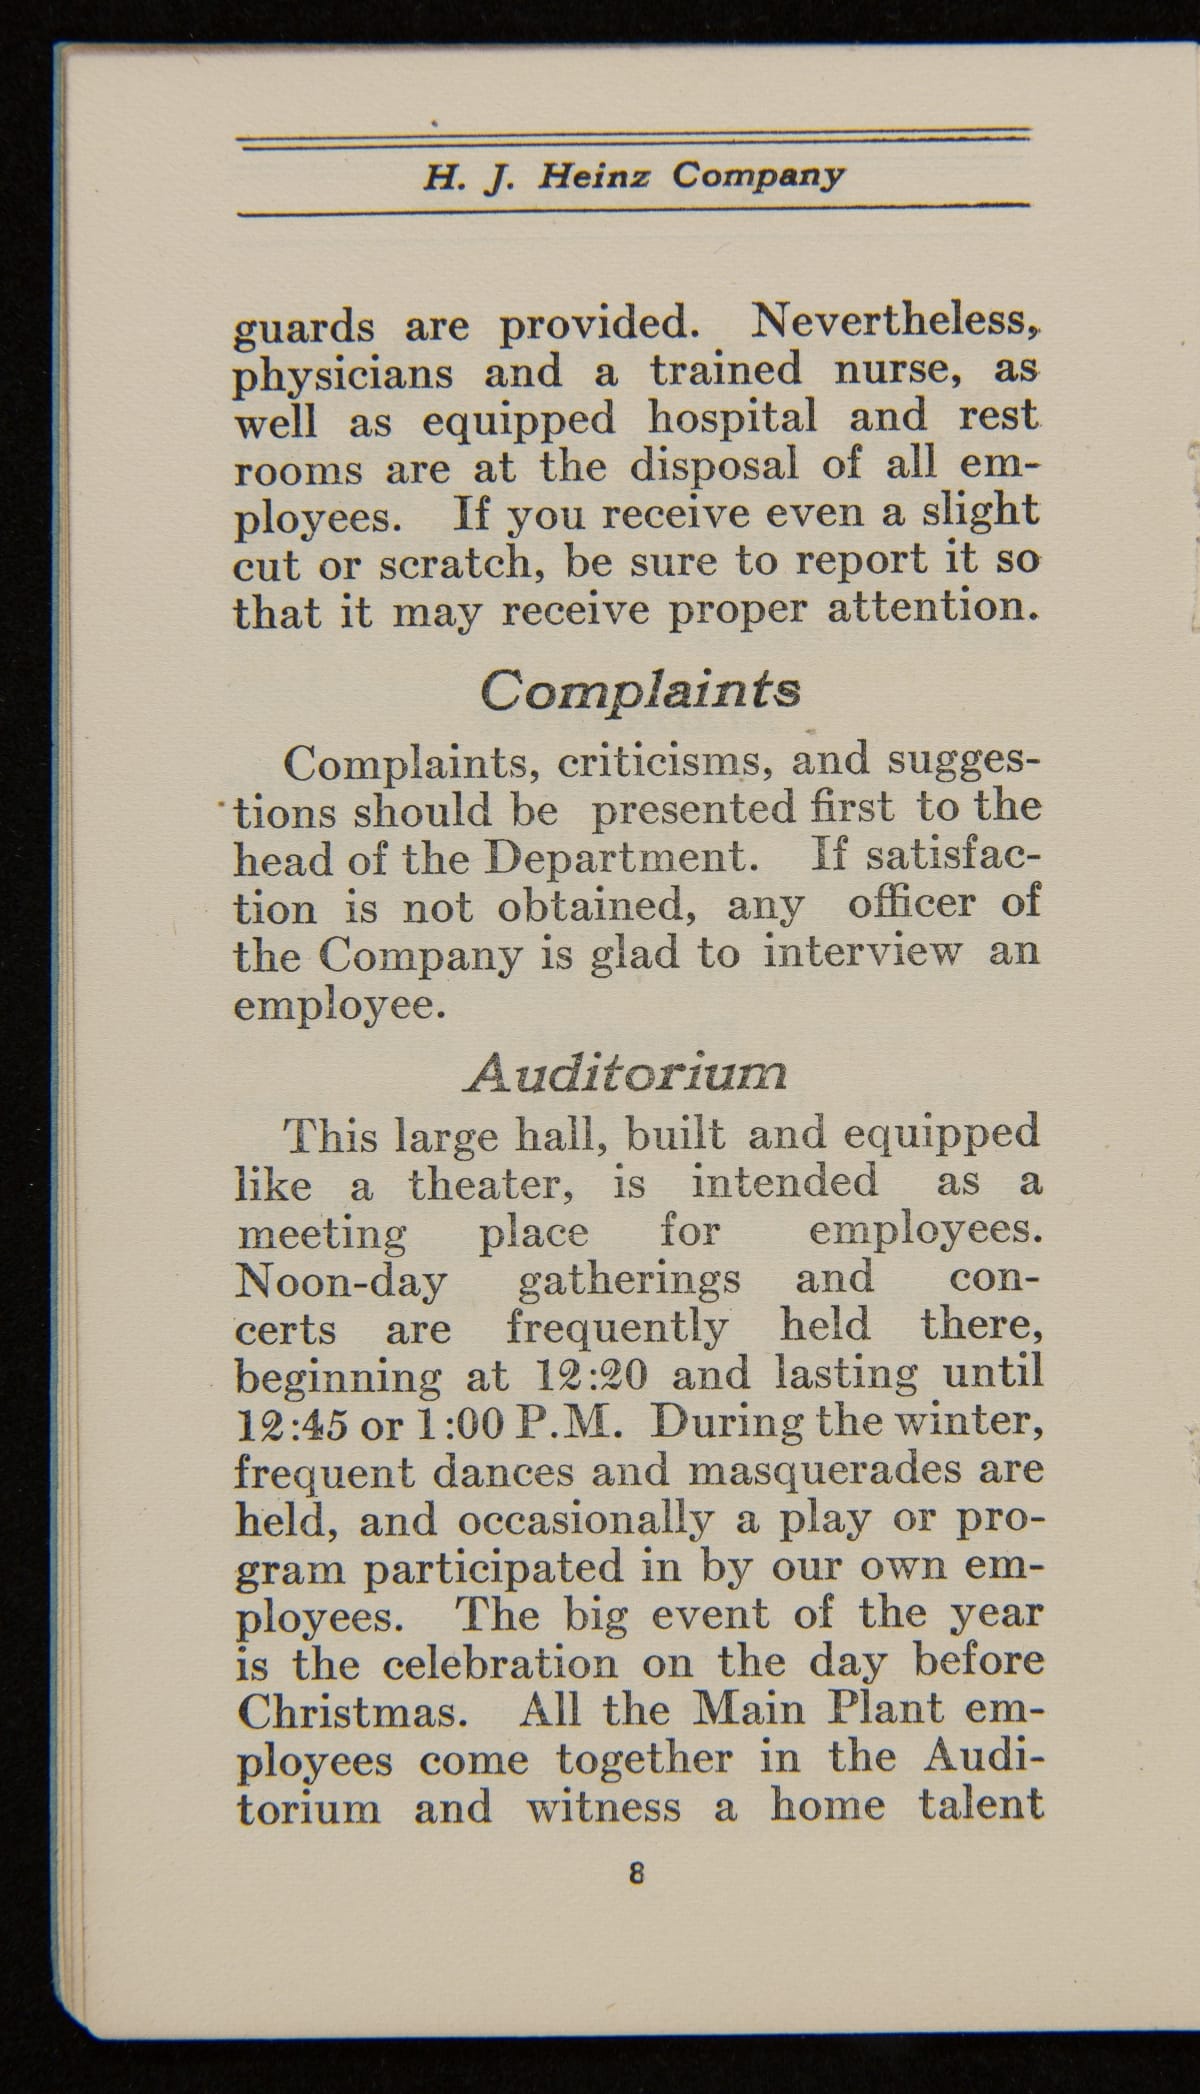 H. J. Heinz Company
guards are provided. Nevertheless,
physicians and a trained nurse, as
well as equipped hospital and rest
rooms are at the disposal of all em-
ployees. If you receive even a slight
cut or scratch, be sure to report it so
that it may receive proper attention.
Complaints
Complaints, criticisms, and sugges-
tions should be presented first to the
head of the Department. If satisfac-
tion is not obtained, any officer of
the Company is glad to interview an
employee.
Auditorium
This large hall, built and equipped
like a theater, is intended as a
meeting place for employees.
Noon-day gatherings and con-
certs are frequently held there,
beginning at 12:20 and lasting until
12:45 or 1:00 P.M. During the winter,
frequent dances and masquerades are
held, and occasionally a play or pro-
gram participated in by our own em-
ployees. The big event of the year
is the celebration on the day before
Christmas. All the Main Plant em-
ployees come together in the Audi-
torium and witness a home talent
8